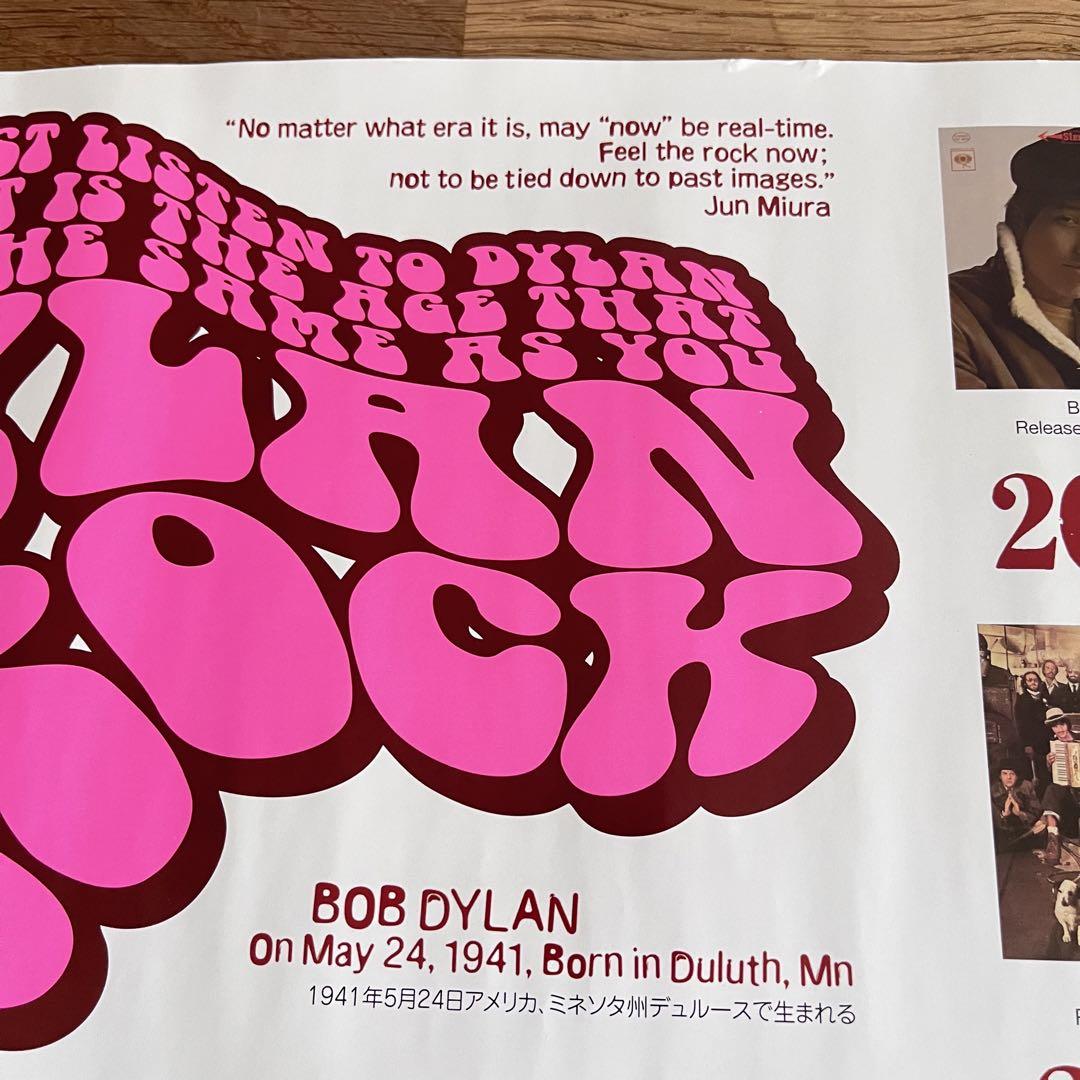 “No matter what era it is, may “now” be real-time.
Feel the rock now;
not to be tied down to past images.”
Jun Miura
ST LISTEN TO DYLAN
T IS THE AGE THAT
HE SAME AS YOU
LAN
OCK
BOB DYLAN
On May 24, 1941, Born in Duluth, Mn
1941年5月24日アメリカ、ミネソタ州デュルースで生まれる
B
Release
20